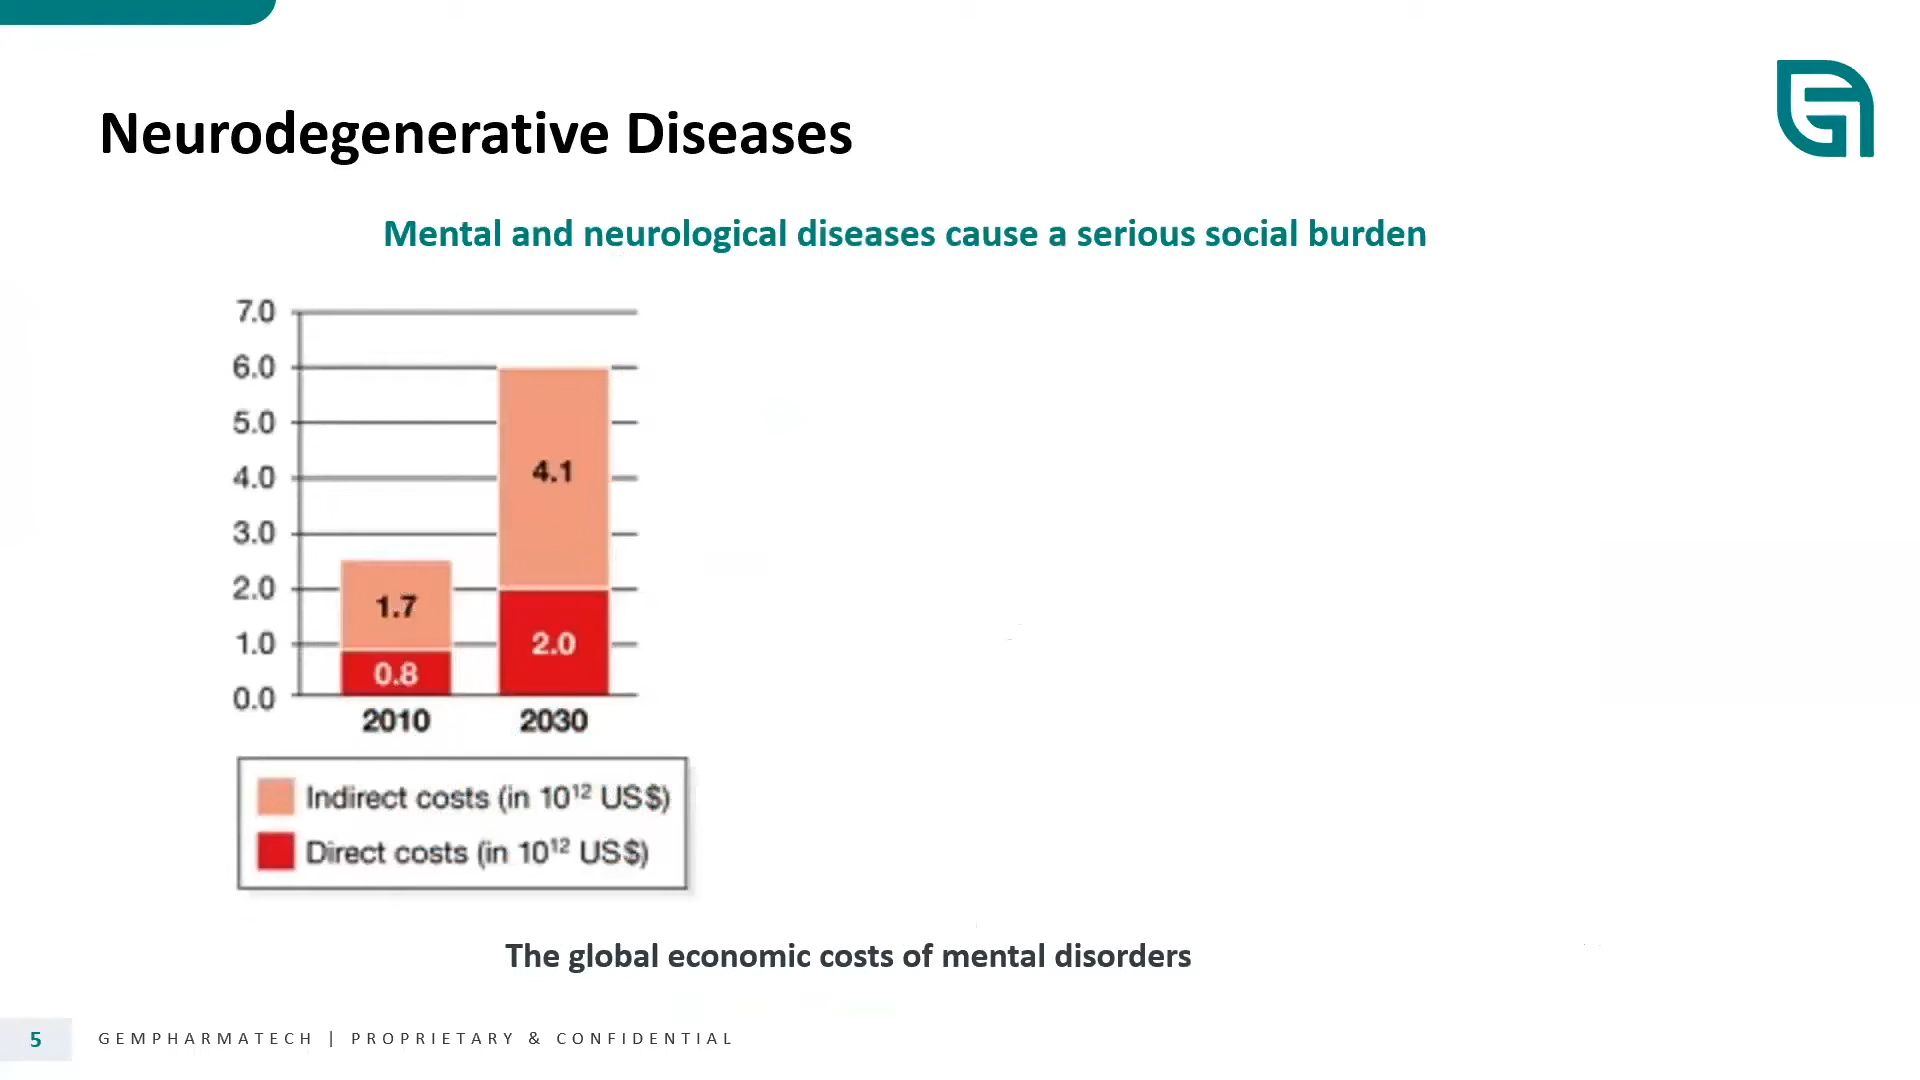 Neurodegenerative Diseases
Mental and neurological diseases cause a serious social burden
7.0
6.0
5.0
4.0
3.0
2.0
1.0
0.0
4.1
1.7
2.0
0.8
2010
2030
Indirect costs (in 10¹² US$)
Direct costs (in 10¹² US$)
The global economic costs of mental disorders
5
GEMPHARMATECH | PROPRIETARY & CONFIDENTIAL